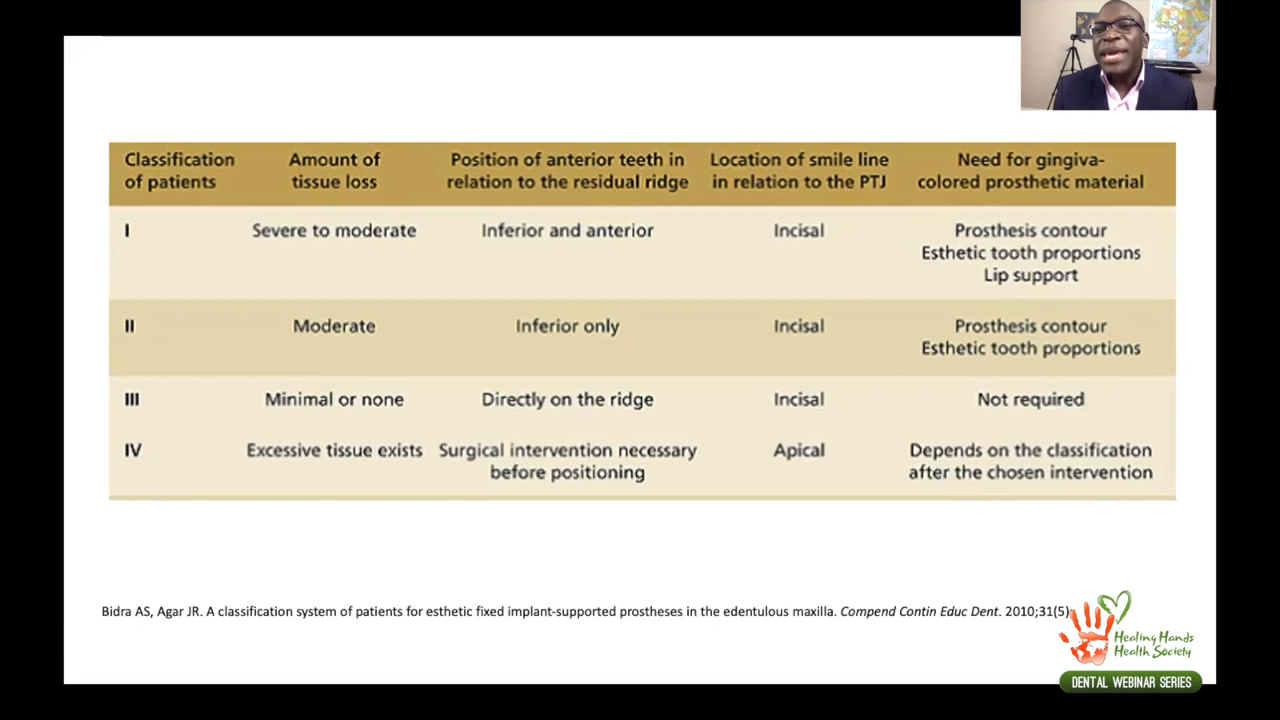 Classification of patients
Amount of tissue loss
Position of anterior teeth in relation to the residual ridge
Location of smile line in relation to the PTJ
Need for gingiva-colored prosthetic material
I
Severe to moderate
Inferior and anterior
Incisal
Prosthesis contour
Esthetic tooth proportions
Lip support
II
Moderate
Inferior only
Incisal
Prosthesis contour
Esthetic tooth proportions
III
Minimal or none
Directly on the ridge
Incisal
Not required
IV
Excessive tissue exists
Surgical intervention necessary
before positioning
Apical
Depends on the classification
after the chosen intervention
Bidra AS, Agar JR. A classification system of patients for esthetic fixed implant-supported prostheses in the edentulous maxilla. Compend Contin Educ Dent. 2010;31(5):
Healing Hands
Health Society
DENTAL WEBINAR SERIES